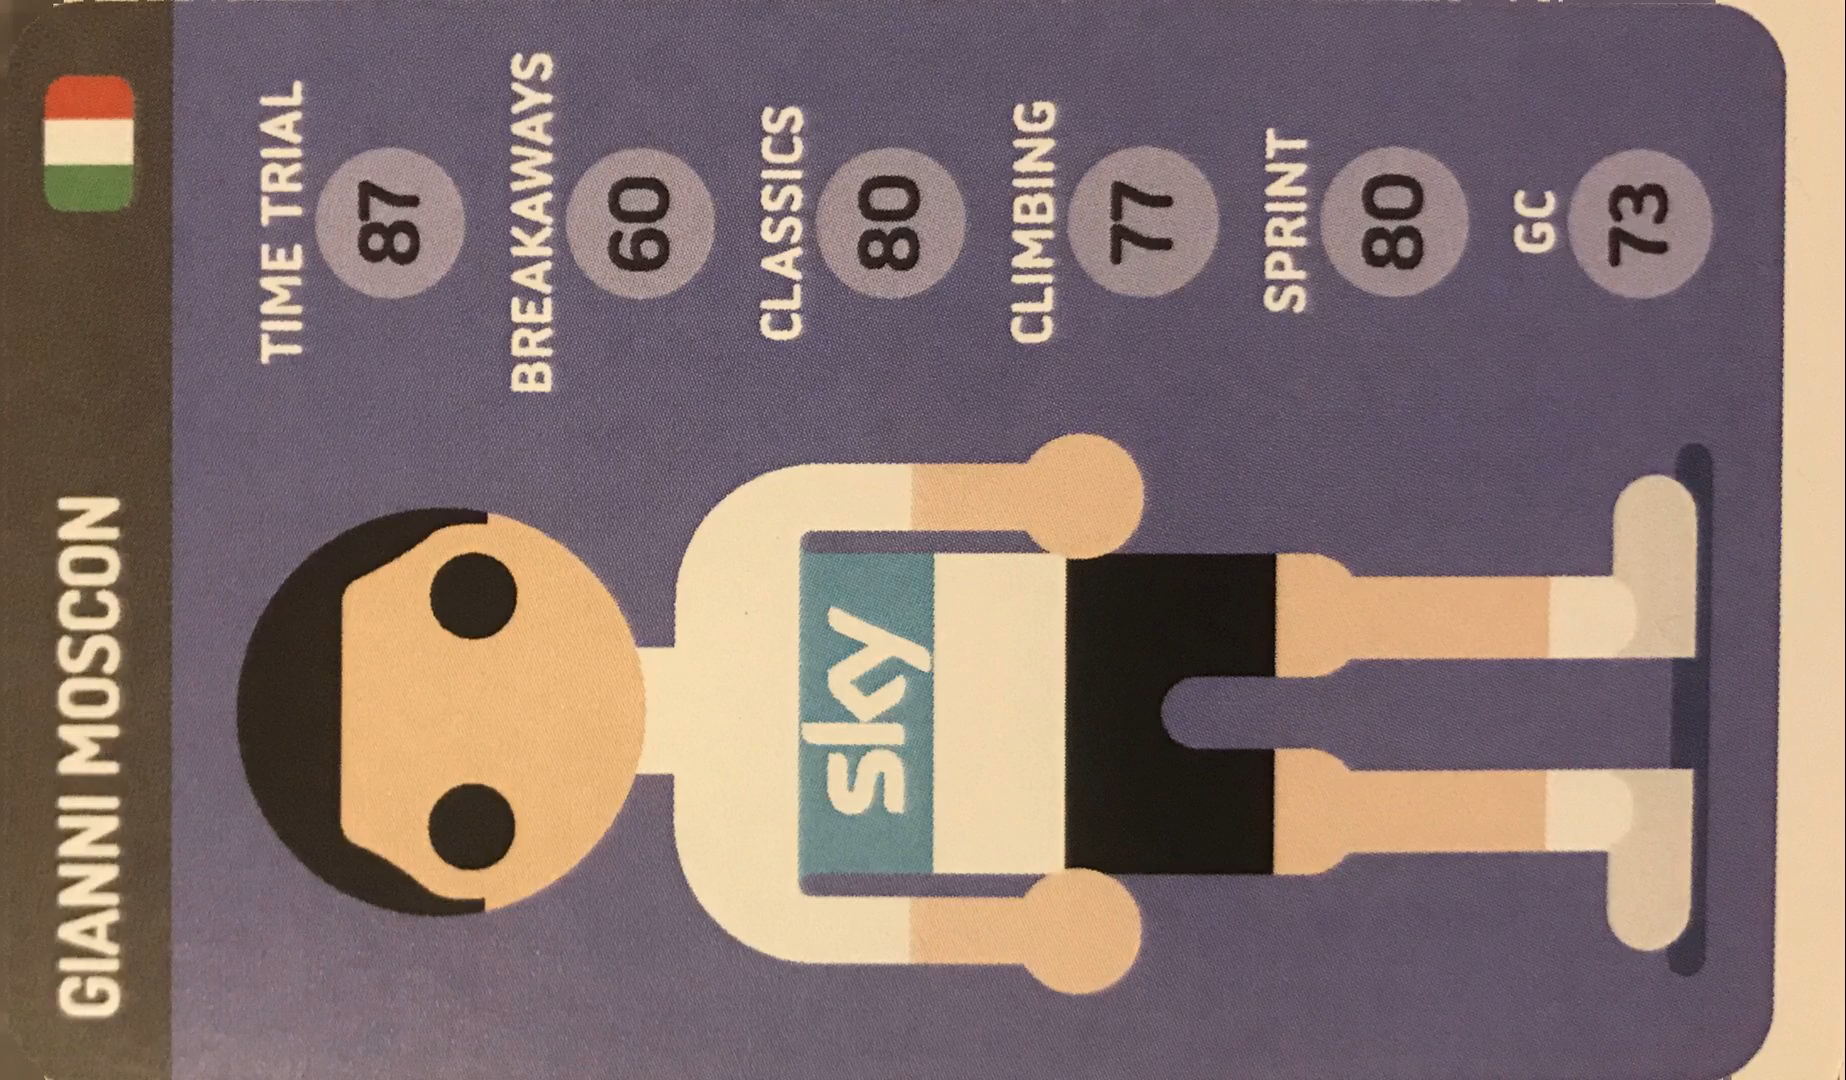 GIANNI MOSCON
TIME TRIAL
87
BREAKAWAYS
60
CLASSICS
80
CLIMBING
77
SPRINT
80
GC
73
sky